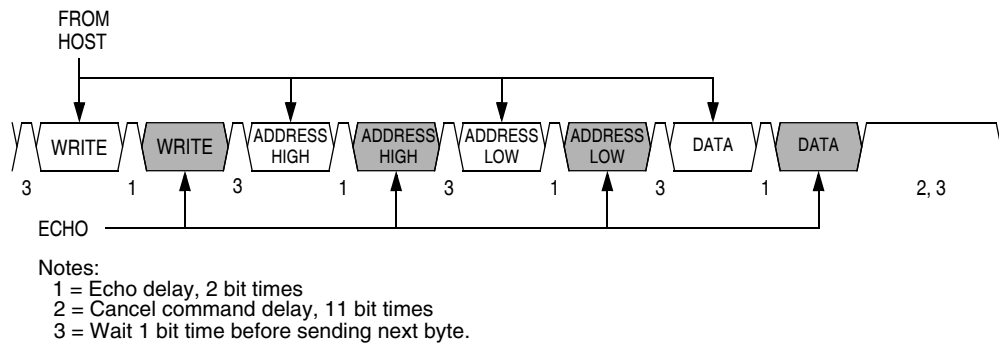 FROM
HOST
WRITE WRITE ADDRESS HIGH ADDRESS HIGH ADDRESS LOW ADDRESS LOW DATA DATA
3 1 3 1 3 1 3 1 2, 3
ECHO
Notes:
1 = Echo delay, 2 bit times
2 = Cancel command delay, 11 bit times
3 = Wait 1 bit time before sending next byte.